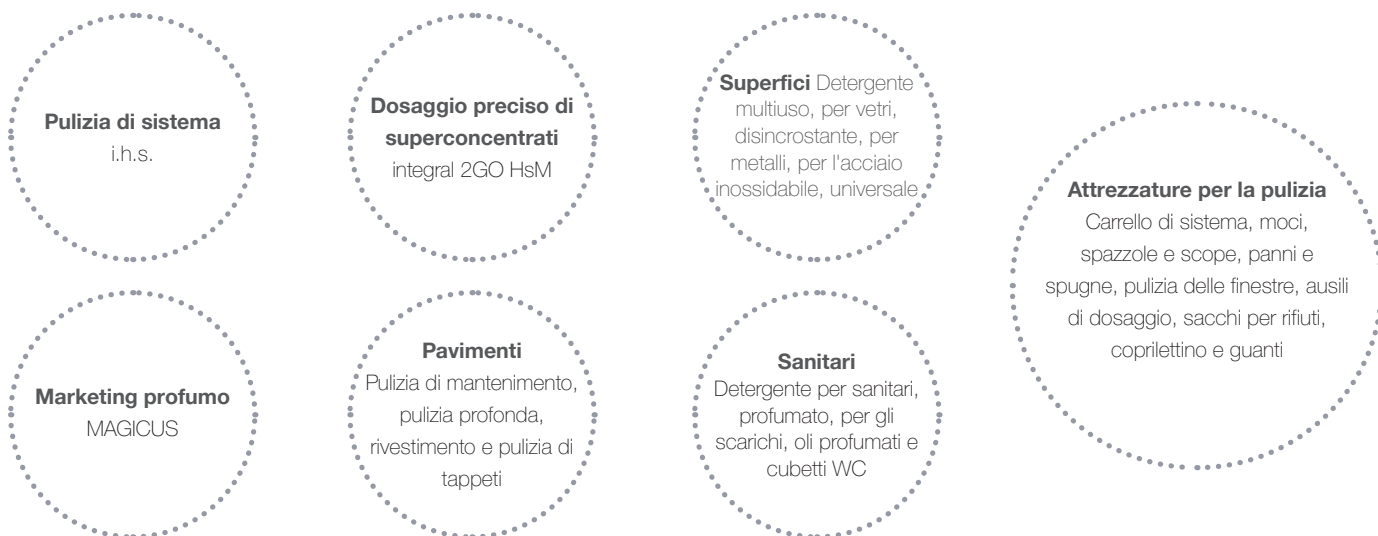 Pulizia di sistema
i.h.s.
Dosaggio preciso di
superconcentrati
integral 2GO HsM
Superfici Detergente
multiuso, per vetri,
disincrostante, per
metalli, per l'acciaio
inossidabile, universale
Attrezzature per la pulizia
Carrello di sistema, moci,
spazzole e scope, panni e
spugne, pulizia delle finestre, ausili
di dosaggio, sacchi per rifiuti,
coprilettino e guanti
Marketing profumo
MAGICUS
Pavimenti
Pulizia di mantenimento,
pulizia profonda,
rivestimento e pulizia di
tappeti
Sanitari
Detergente per sanitari,
profumato, per gli
scarichi, oli profumati e
cubetti WC